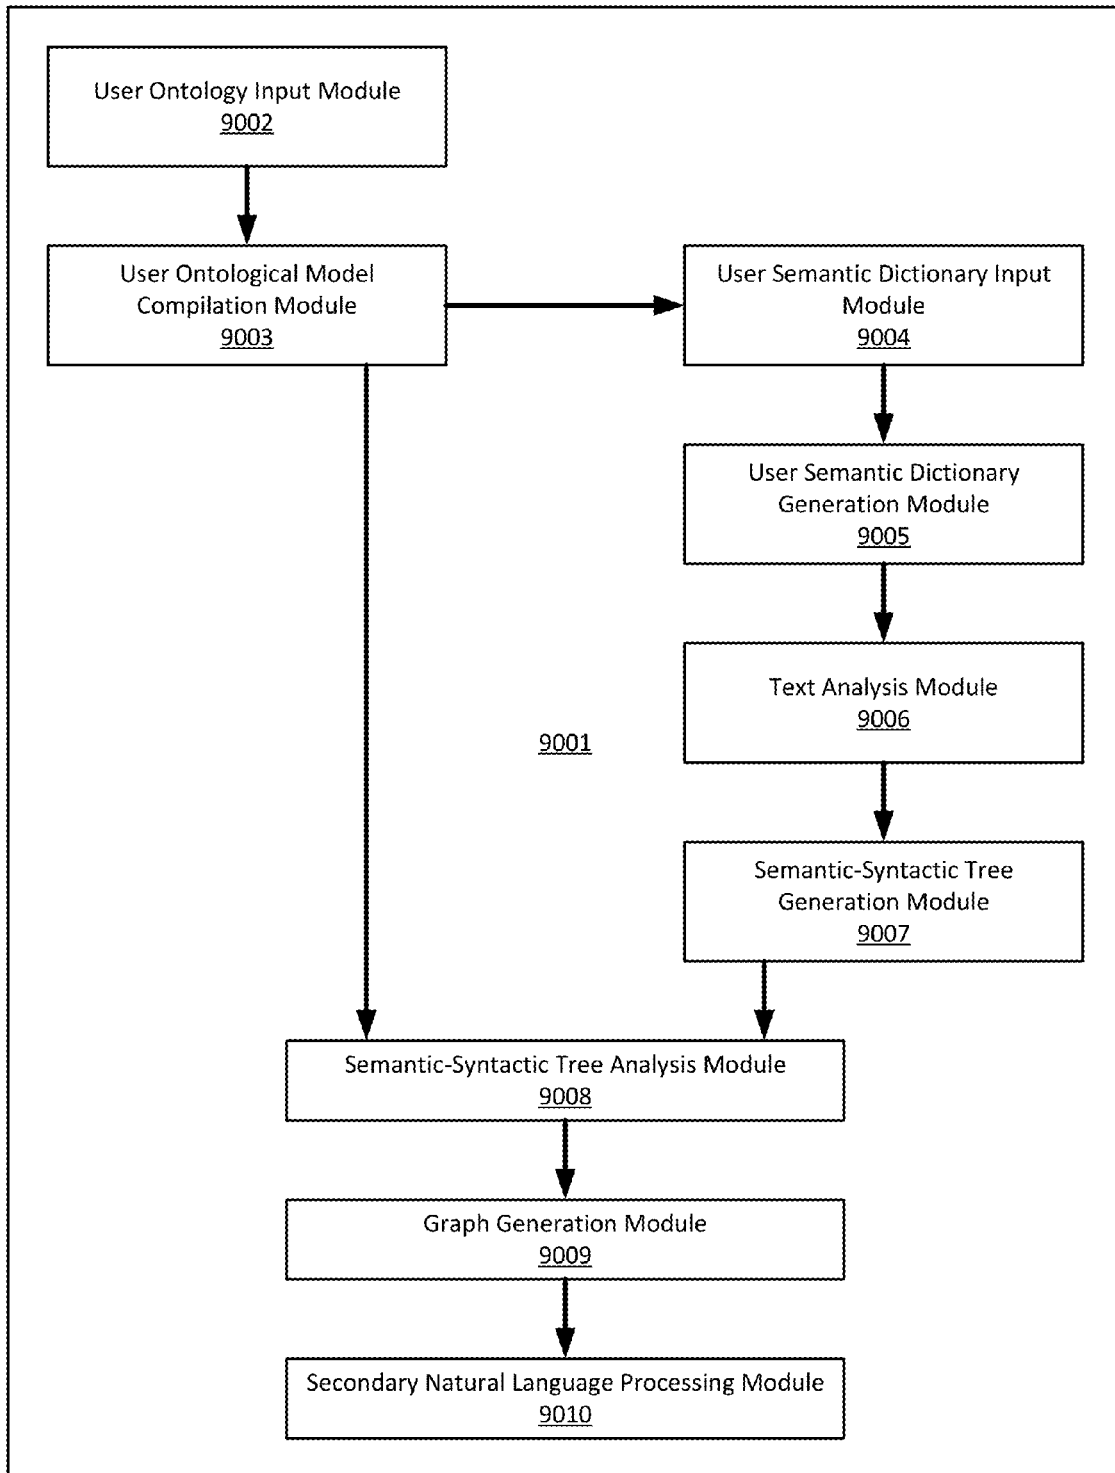 User Ontology Input Module
9002
User Ontological Model
Compilation Module
9003
User Semantic Dictionary Input
Module
9004
User Semantic Dictionary
Generation Module
9005
Text Analysis Module
9006
9001
Semantic-Syntactic Tree
Generation Module
9007
Semantic-Syntactic Tree Analysis Module
9008
Graph Generation Module
9009
Secondary Natural Language Processing Module
9010